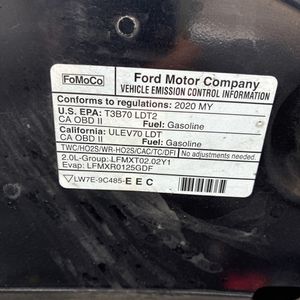 FoMoCo
Ford Motor Company
VEHICLE EMISSION CONTROL INFORMATION
Conforms to regulations: 2020 MY
U.S. EPA: T3B70 LDT2
CA OBD II Fuel: Gasoline
California: ULEV70 LDT
CA OBD II Fuel: Gasoline
TWC/HO2S/WR-HO2S/CAC/TC/DFI No adjustments needed.
2.0L-Group: LFMXT02.02Y1
Evap: LFMXR0125GDF
LW7E-9C485-EEC